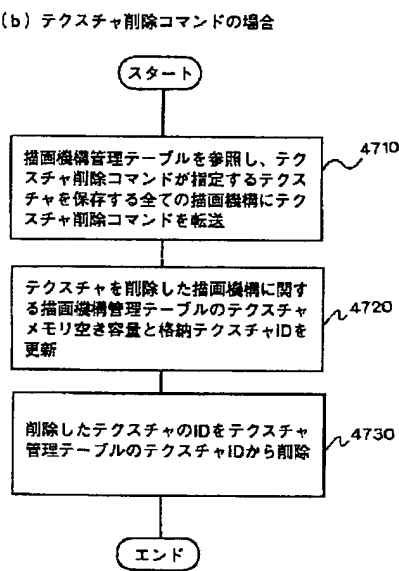 (b) テクスチャ削除コマンドの場合
スタート
4710
描画機構管理テーブルを参照し、テク
スチャ削除コマンドが指定するテクス
チャを保存する全ての描画機構にテク
スチャ削除コマンドを転送
テクスチャを削除した描画機構に関す
る描画機構管理テーブルのテクスチャ
メモリ空き容量と格納テクスチャIDを
更新
4720
削除したテクスチャのIDをテクスチャ
管理テーブルのテクスチャIDから削除
4730
エンド